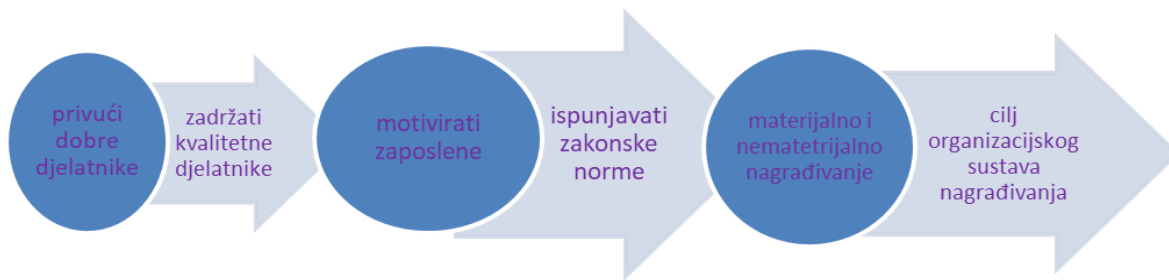 privući
dobre
djelatnike
zadržati
kvalitetne
djelatnike
motivirati
zaposlene
ispunjavati
zakonske
norme
materijalno i
nematetrijalno
nagrađivanje
cilj
organizacijskog
sustava
nagrađivanja